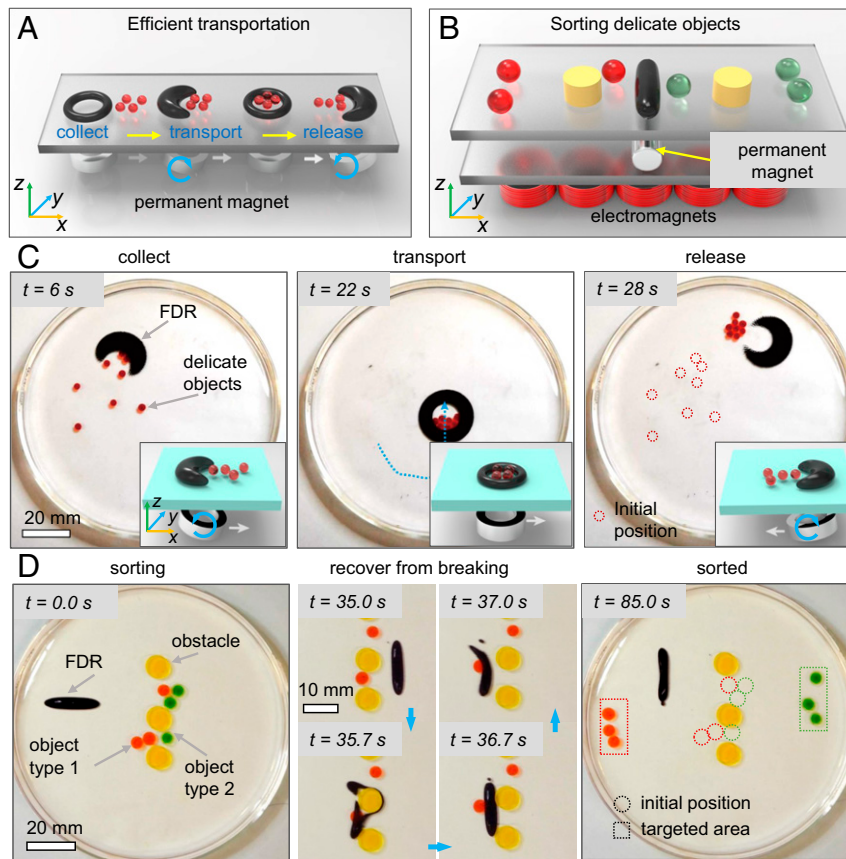 A
Efficient transportation
collect
transport
release
permanent magnet
z
y
x
B
Sorting delicate objects
permanent
magnet
electromagnets
z
y
x
C
collect
transport
release
t = 6 s
FDR
delicate
objects
20 mm
z
y
x
t = 22 s
t = 28 s
Initial
position
D
sorting
recover from breaking
sorted
t = 0.0 s
obstacle
FDR
object
type 1
object
type 2
20 mm
t = 35.0 s
t = 37.0 s
10 mm
t = 35.7 s
t = 36.7 s
t = 85.0 s
initial position
targeted area